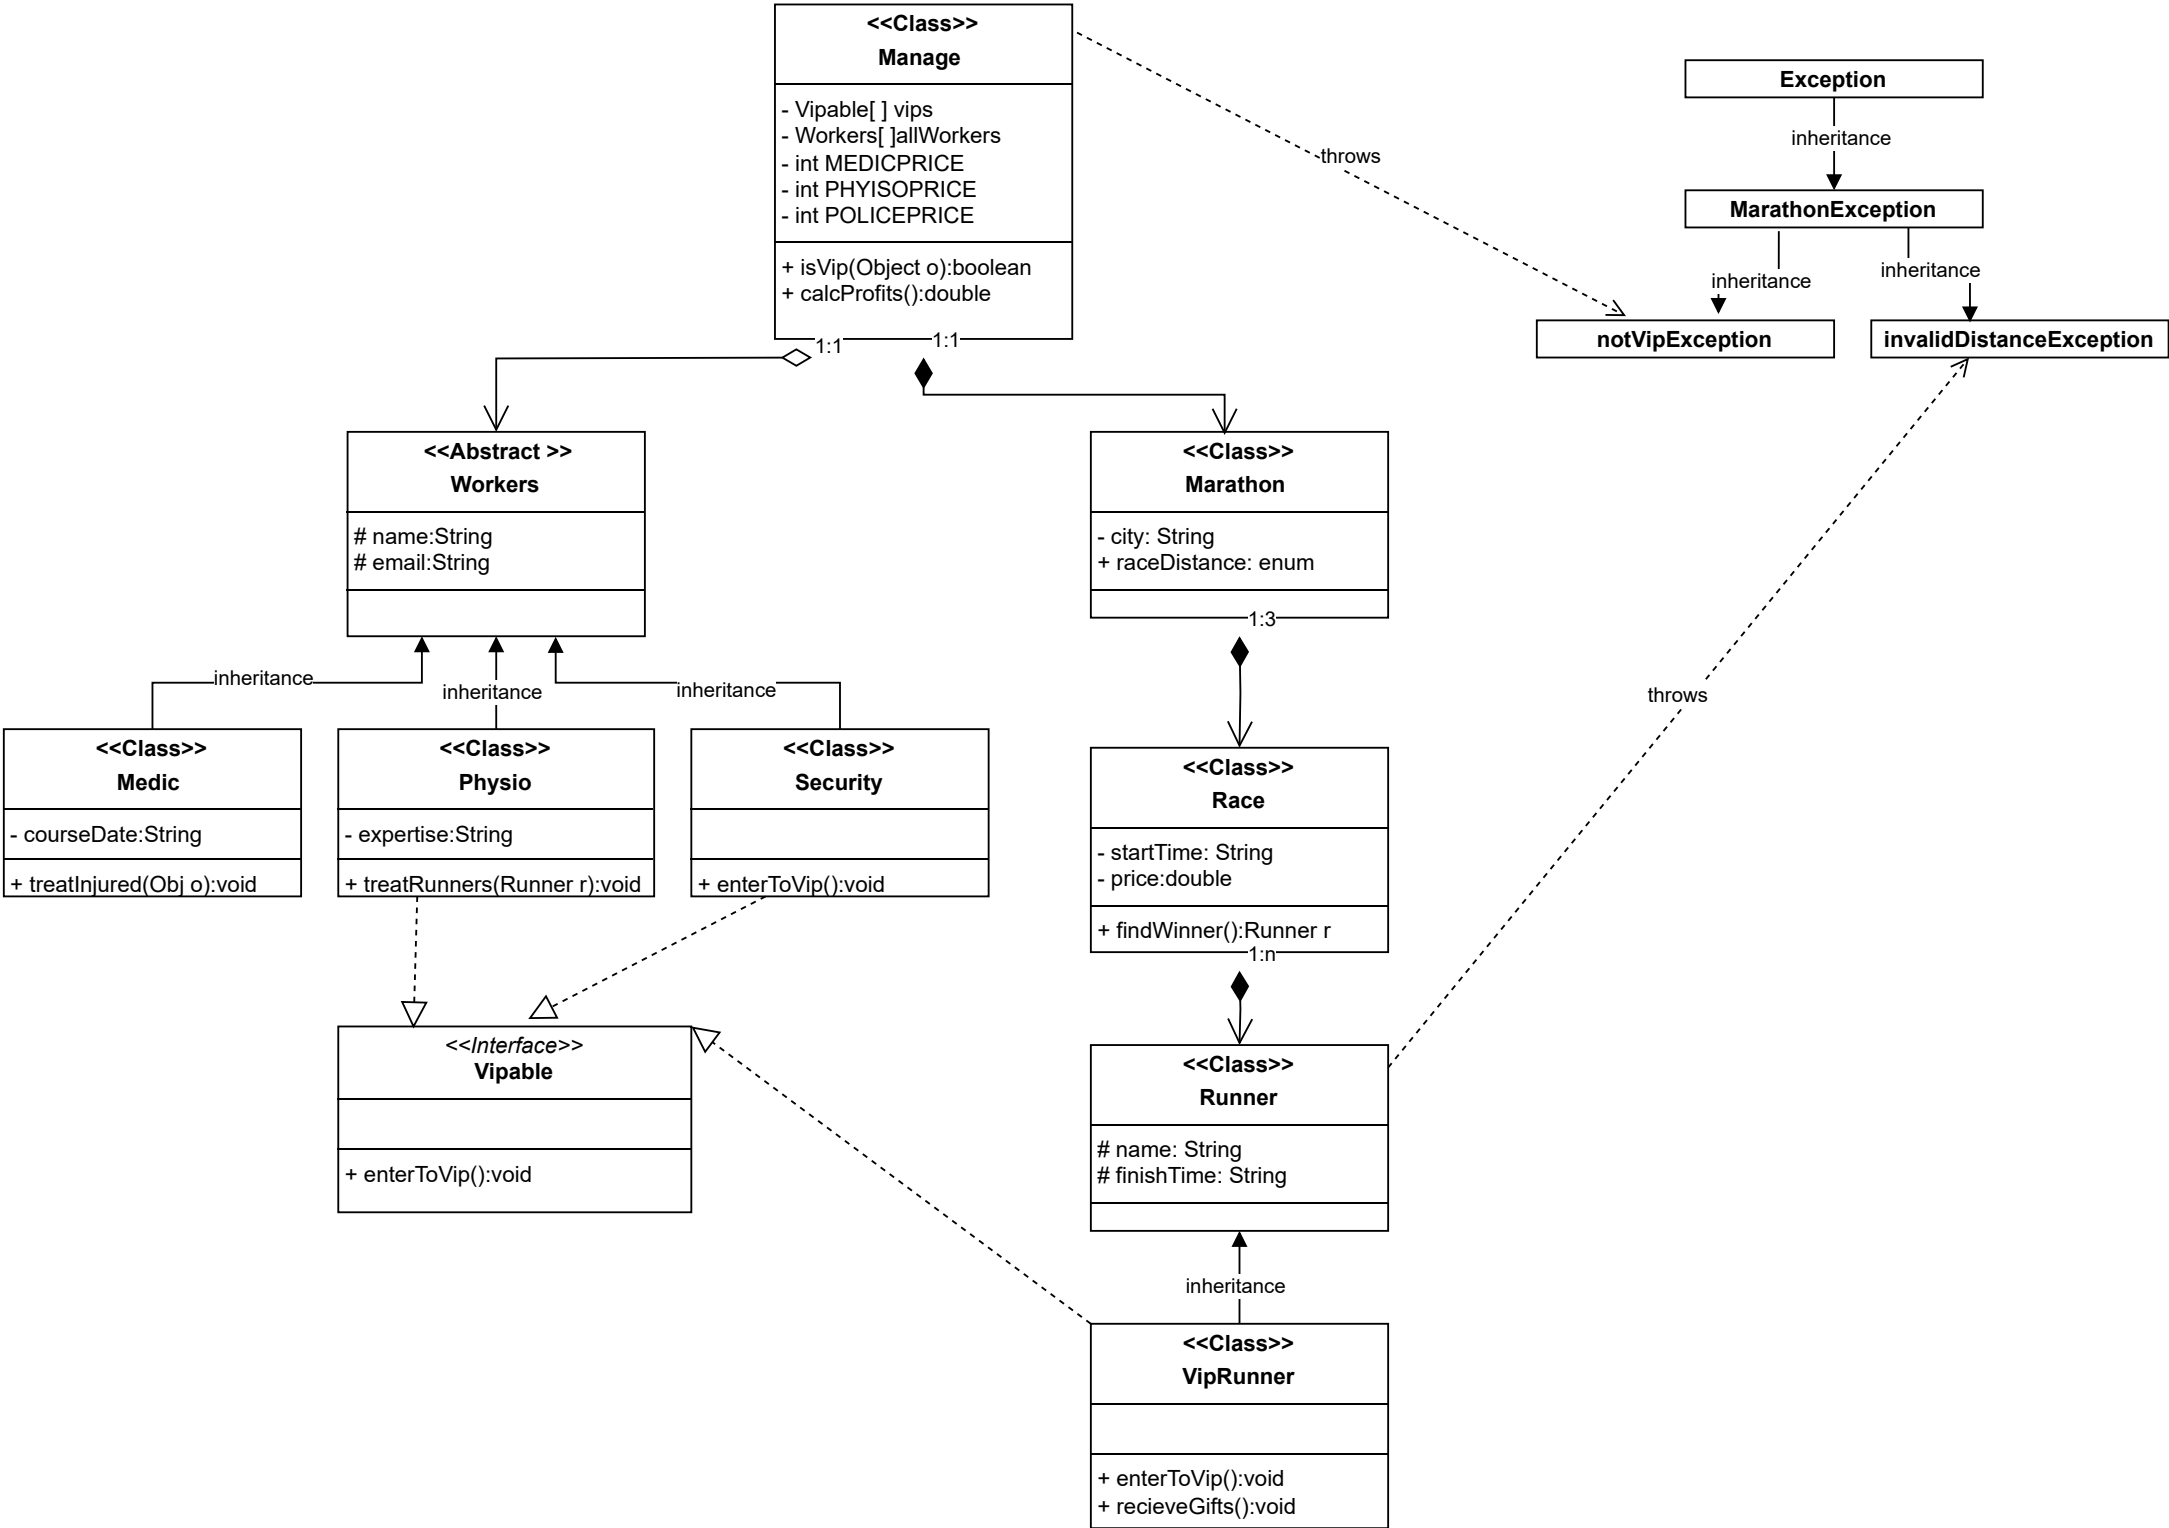 <<Class>>
Manage
- Vipable[ ] vips
- Workers[ ]allWorkers
- int MEDICPRICE
- int PHYISOPRICE
- int POLICEPRICE
+ isVip(Object o):boolean
+ calcProfits():double
1:1
1:1
throws
Exception
inheritance
MarathonException
inheritance
inheritance
notVipException
invalidDistanceException
<<Abstract >>
Workers
# name:String
# email:String
<<Class>>
Marathon
- city: String
+ raceDistance: enum
1:3
inheritance
inheritance
inheritance
throws
<<Class>>
Medic
- courseDate:String
+ treatInjured(Obj o):void
<<Class>>
Physio
- expertise:String
+ treatRunners(Runner r):void
<<Class>>
Security
+ enterToVip():void
<<Class>>
Race
- startTime: String
- price:double
+ findWinner():Runner r
1:n
<<Interface>>
Vipable
+ enterToVip():void
<<Class>>
Runner
# name: String
# finishTime: String
inheritance
<<Class>>
VipRunner
+ enterToVip():void
+ recieveGifts():void